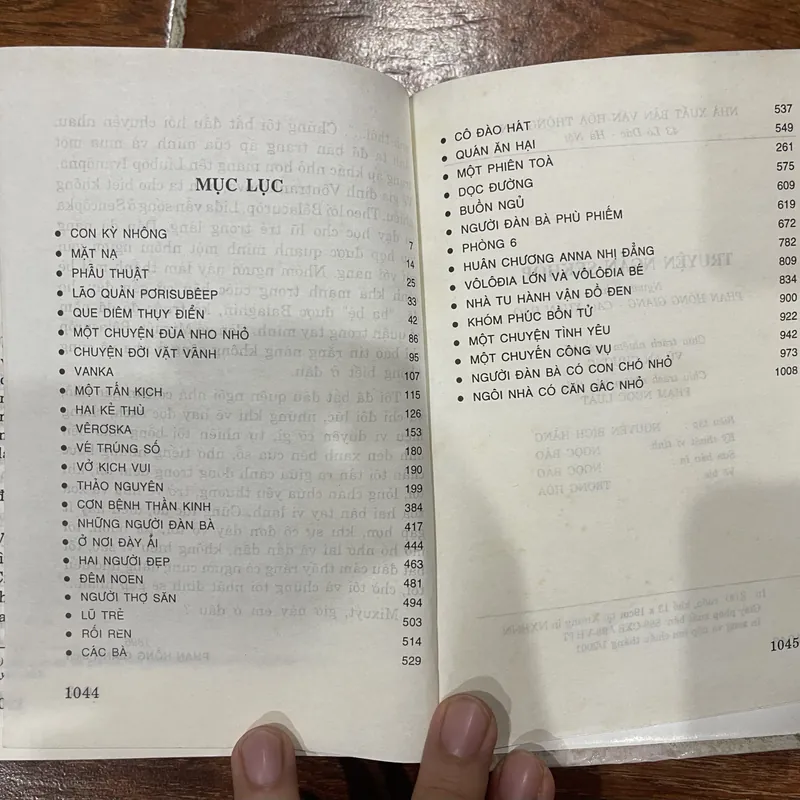 MỤC LỤC
• CON KỲ NHÔNG 7
• MẶT NẠ 14
• PHẪU THUẬT 25
• LÃO QUẢN PƠRISUBÊEP 33
• QUE DIÊM THỤY ĐIỂN 42
• MỘT CHUYỆN ĐÙA NHO NHỎ 86
• CHUYỆN ĐỜI VẶT VÃNH 95
• VANKA 107
• MỘT TẤN KỊCH 115
• HAI KẺ THÙ 126
• VÊRƠSKA 153
• VÉ TRÚNG SỐ 180
• VỞ KỊCH VUI 190
• THẢO NGUYÊN 199
• CƠN BỆNH THẦN KINH 384
• NHỮNG NGƯỜI ĐÀN BÀ 417
• Ở NƠI ĐÀY ẢI 444
• HAI NGƯỜI ĐẸP 463
• ĐÊM NOEN 481
• NGƯỜI THỢ SĂN 494
• LŨ TRẺ 503
• RỐI REN 514
• CÁC BÀ 529
1044
• CÔ ĐÀO HÁT 537
• QUÂN ĂN HẠI 549
• MỘT PHIÊN TOÀ 261
• DỌC ĐƯỜNG 575
• BUỒN NGỦ 609
• NGƯỜI ĐÀN BÀ PHÙ PHIẾM 619
• PHÒNG 6 672
• HUÂN CHƯƠNG ANNA NHỊ ĐẲNG 782
• VÔLÔĐIA LỚN VÀ VÔLÔĐIA BÉ 809
• NHÀ TU HÀNH VẬN ĐỒ ĐEN 834
• KHÓM PHÚC BỒN TỬ 900
• MỘT CHUYỆN TÌNH YÊU 922
• MỘT CHUYẾN CÔNG VỤ 942
• NGƯỜI ĐÀN BÀ CÓ CON CHÓ NHỎ 973
• NGÔI NHÀ CÓ CĂN GÁC NHỎ 1008
1045